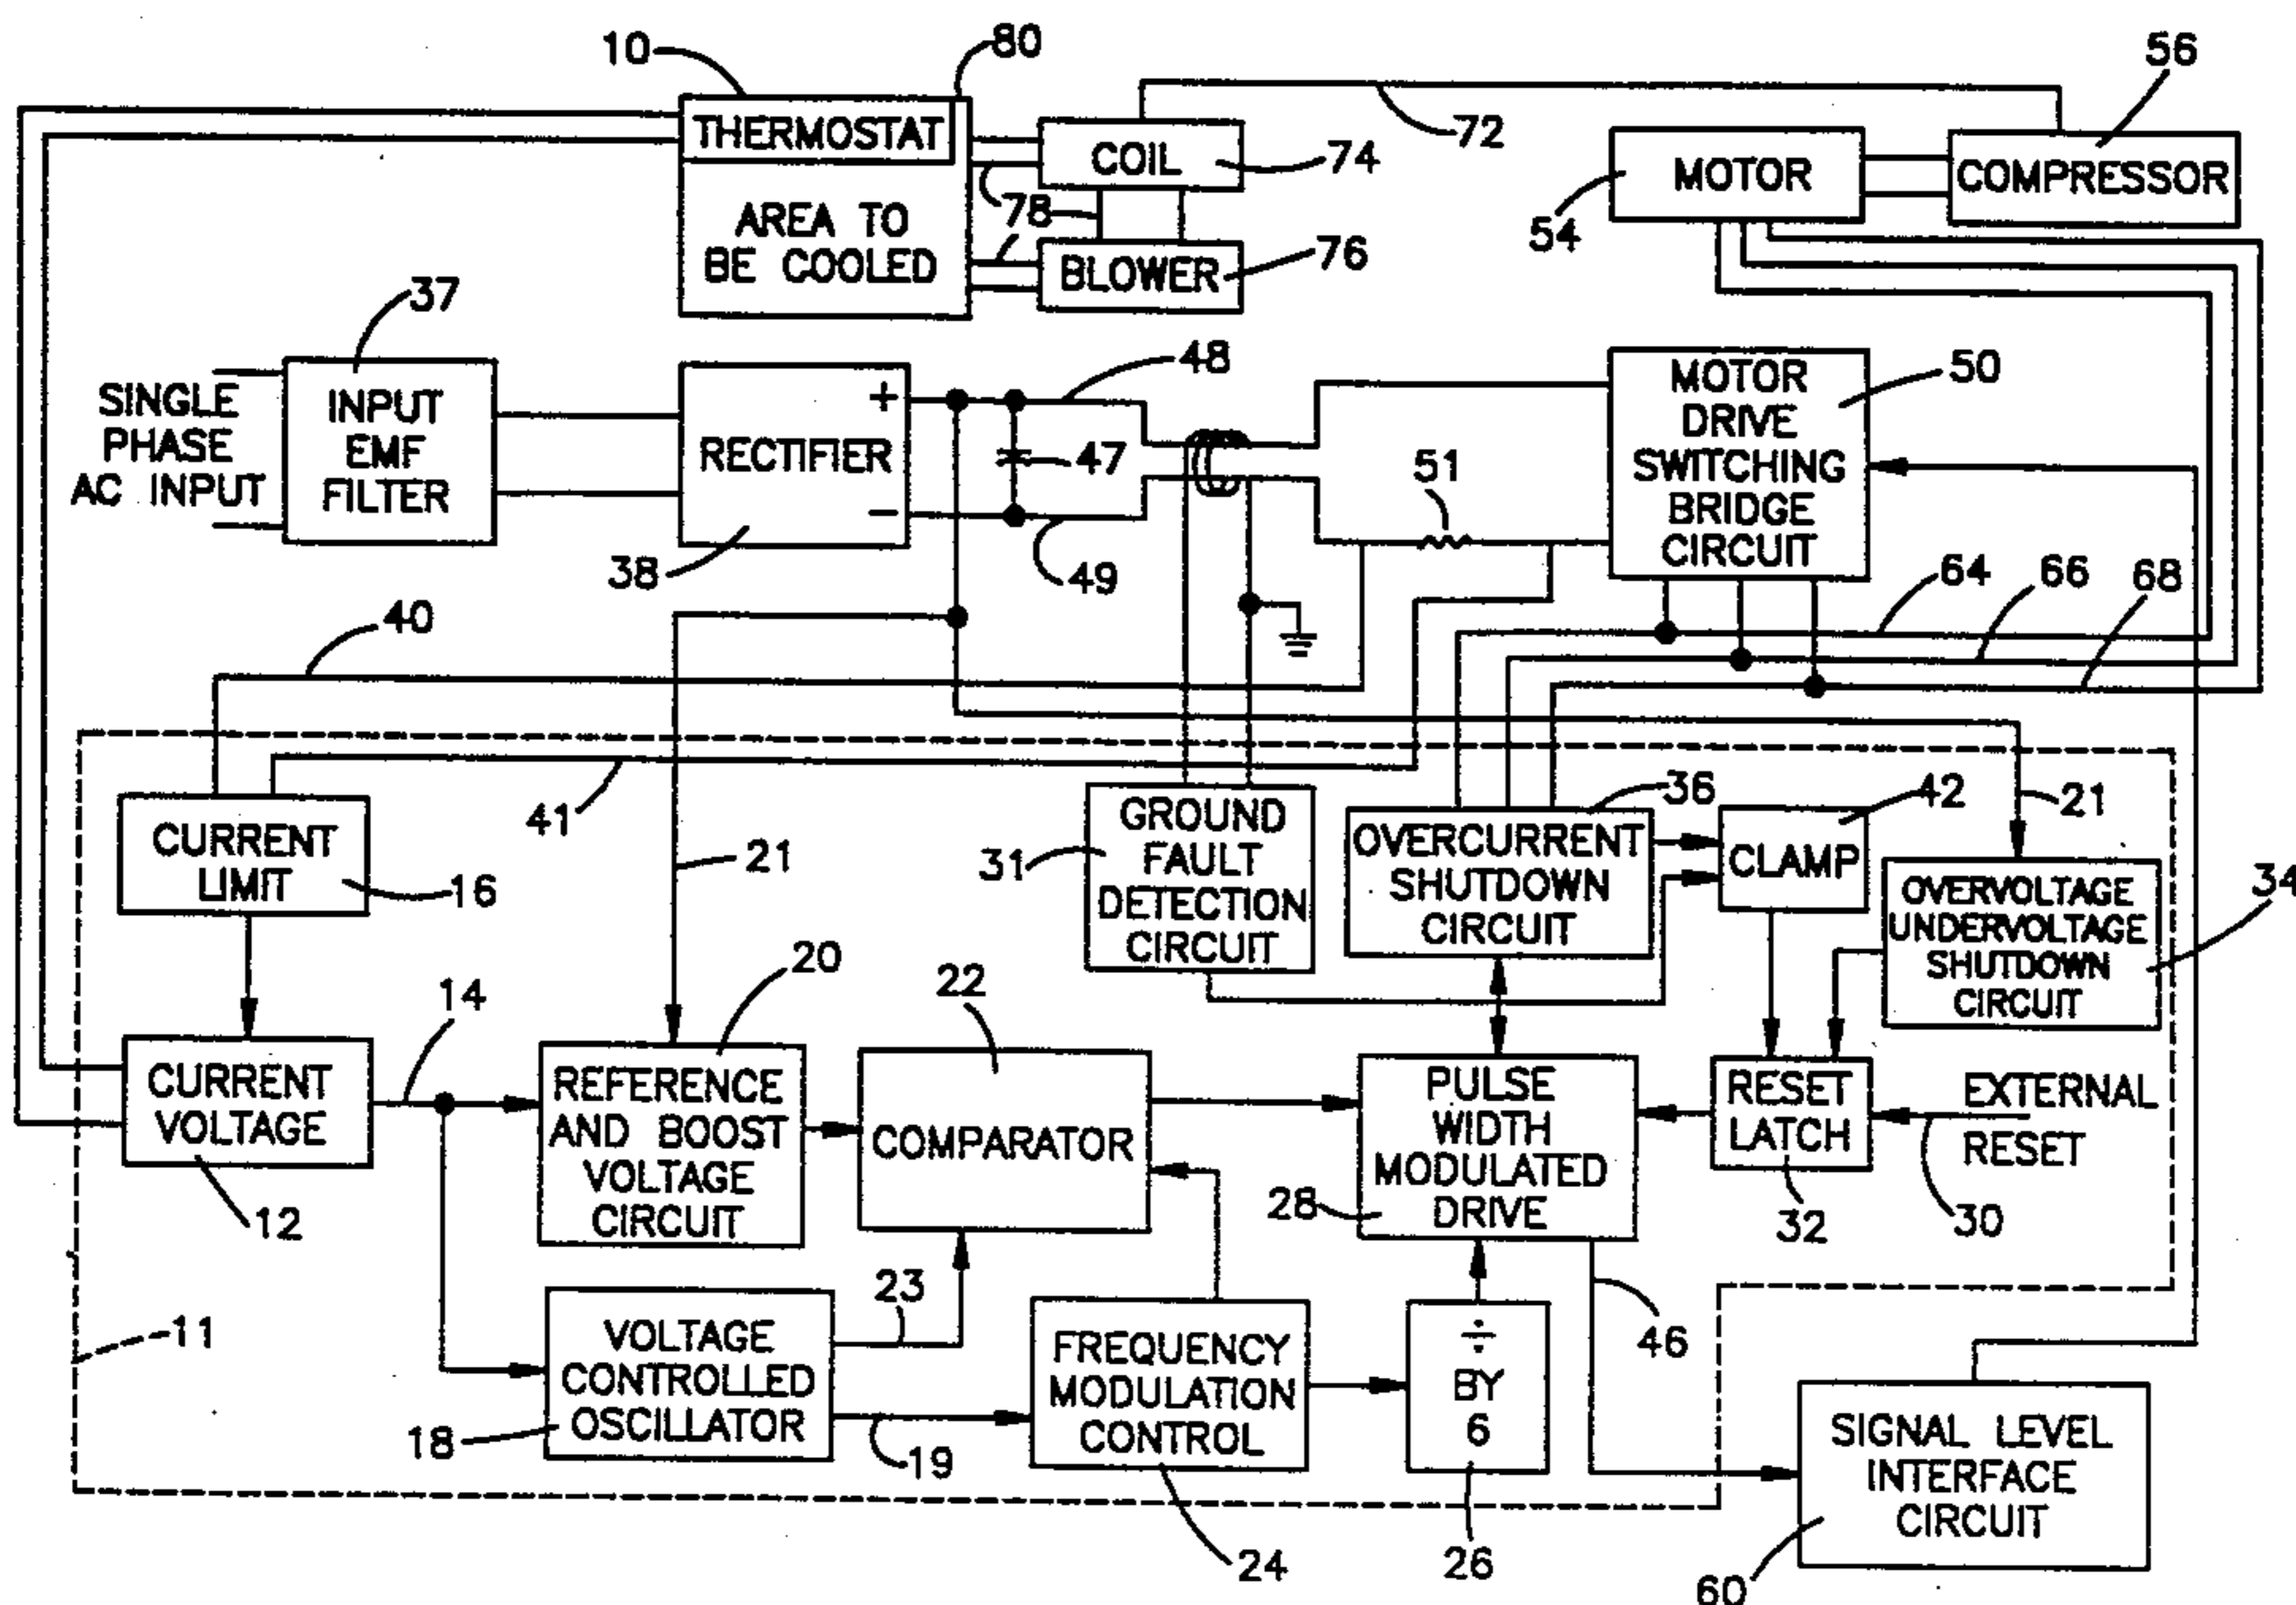 10
80
56
THERMOSTAT
COIL
74
72
MOTOR
COMPRESSOR
54
AREA TO
BE COOLED
78
BLOWER
76
37
SINGLE
PHASE
AC INPUT
INPUT
EMF
FILTER
RECTIFIER
+
−
38
48
47
49
51
MOTOR
DRIVE
SWITCHING
BRIDGE
CIRCUIT
50
64
66
68
40
41
21
21
CURRENT
LIMIT
16
31
GROUND
FAULT
DETECTION
CIRCUIT
36
OVERCURRENT
SHUTDOWN
CIRCUIT
42
CLAMP
34
OVERVOLTAGE
UNDERVOLTAGE
SHUTDOWN
CIRCUIT
14
20
22
CURRENT
VOLTAGE
12
REFERENCE
AND BOOST
VOLTAGE
CIRCUIT
COMPARATOR
PULSE
WIDTH
MODULATED
DRIVE
28
RESET
LATCH
32
EXTERNAL
RESET
30
11
23
VOLTAGE
CONTROLLED
OSCILLATOR
18
19
FREQUENCY
MODULATION
CONTROL
24
÷
BY
6
26
46
SIGNAL LEVEL
INTERFACE
CIRCUIT
60